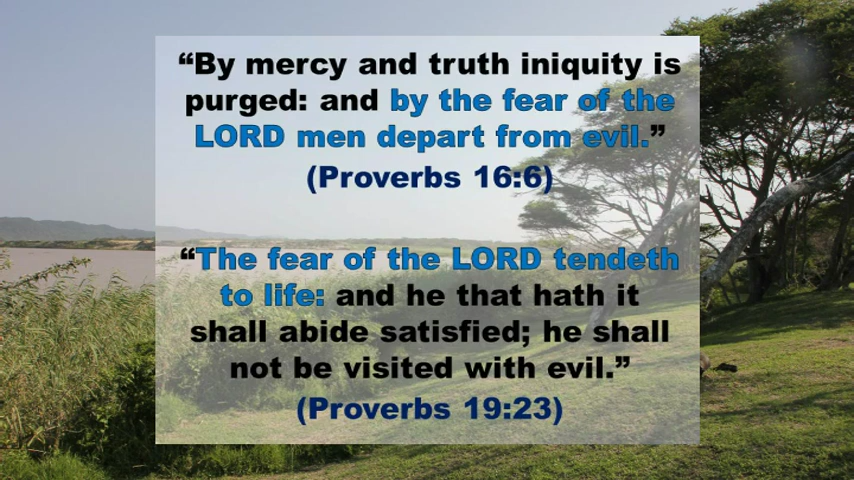 “By mercy and truth iniquity is
purged: and by the fear of the
LORD men depart from evil.”
(Proverbs 16:6)
“The fear of the LORD tendeth
to life: and he that hath it
shall abide satisfied; he shall
not be visited with evil.”
(Proverbs 19:23)